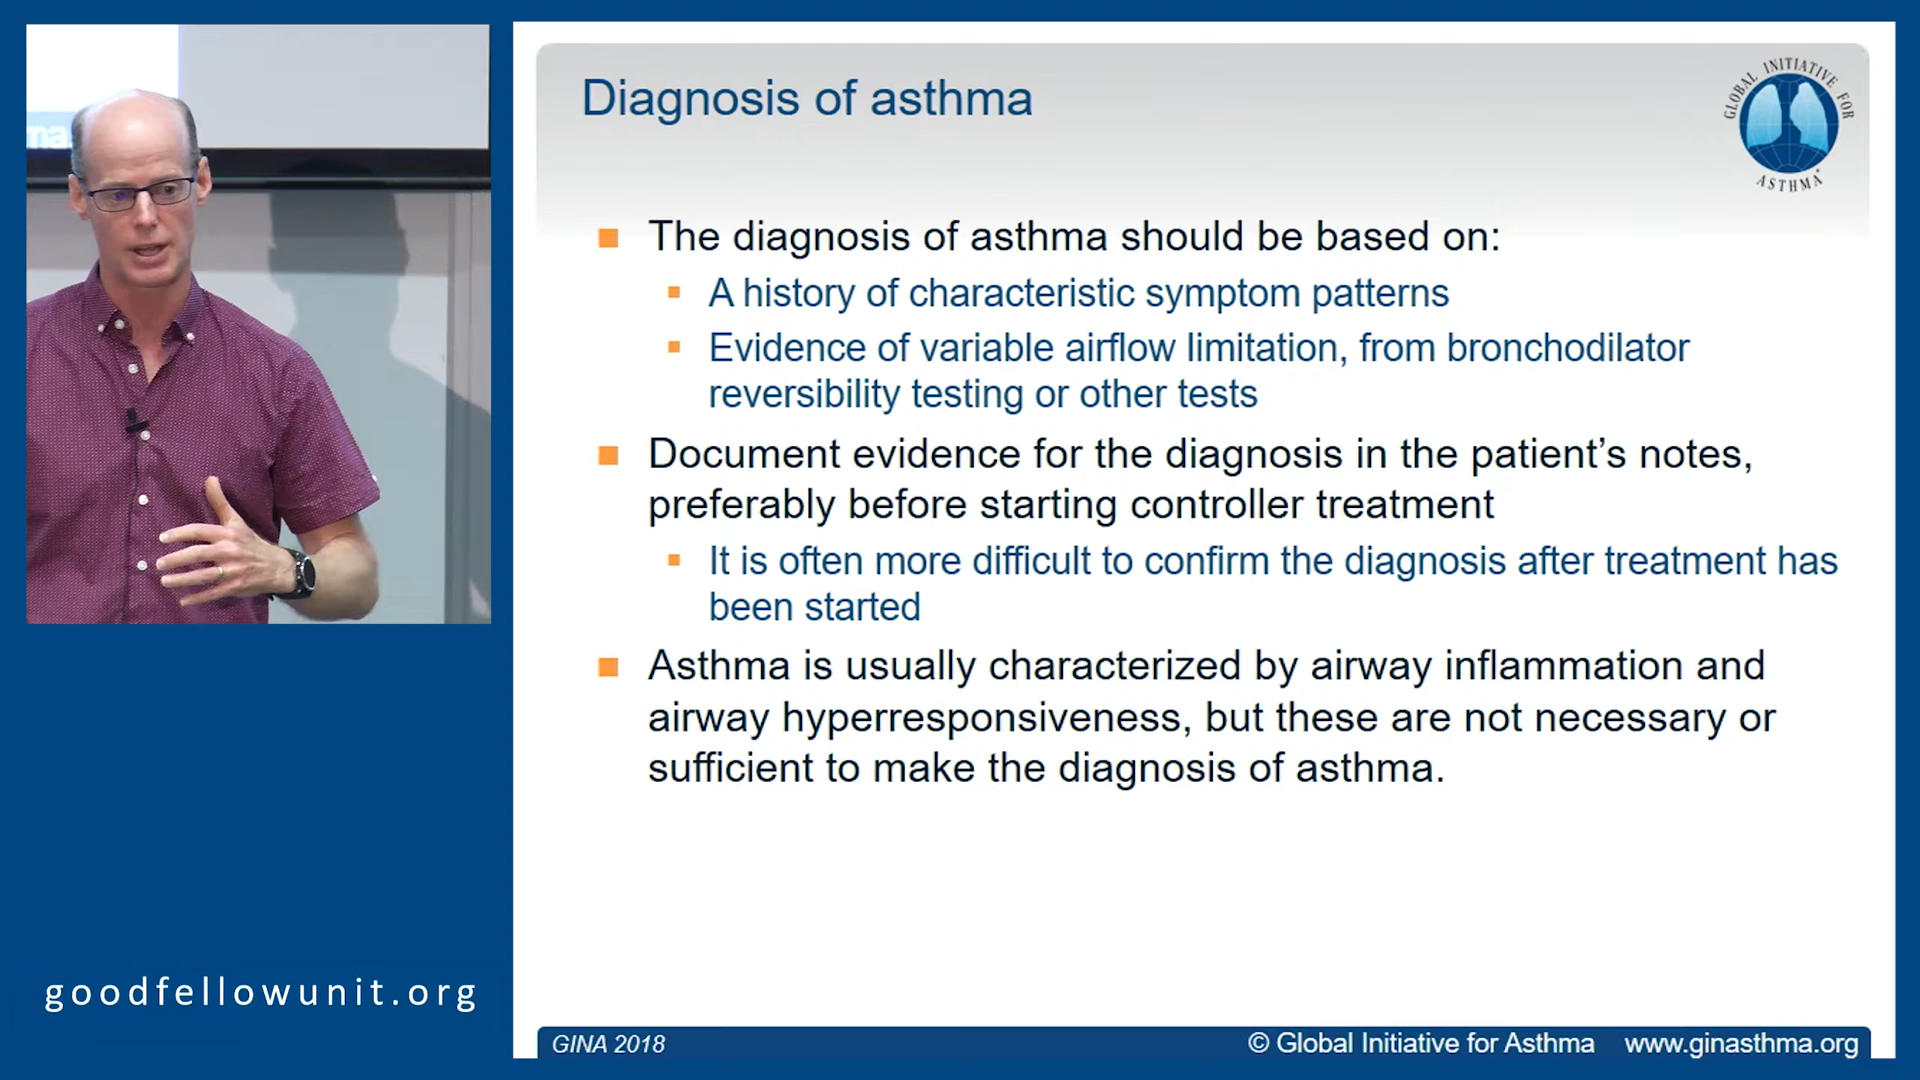 Diagnosis of asthma
GLOBAL INITIATIVE FOR
ASTHMA
The diagnosis of asthma should be based on:
A history of characteristic symptom patterns
Evidence of variable airflow limitation, from bronchodilator
reversibility testing or other tests
Document evidence for the diagnosis in the patient’s notes,
preferably before starting controller treatment
It is often more difficult to confirm the diagnosis after treatment has
been started
Asthma is usually characterized by airway inflammation and
airway hyperresponsiveness, but these are not necessary or
sufficient to make the diagnosis of asthma.
goodfellowunit.org
GINA 2018
© Global Initiative for Asthma www.ginasthma.org